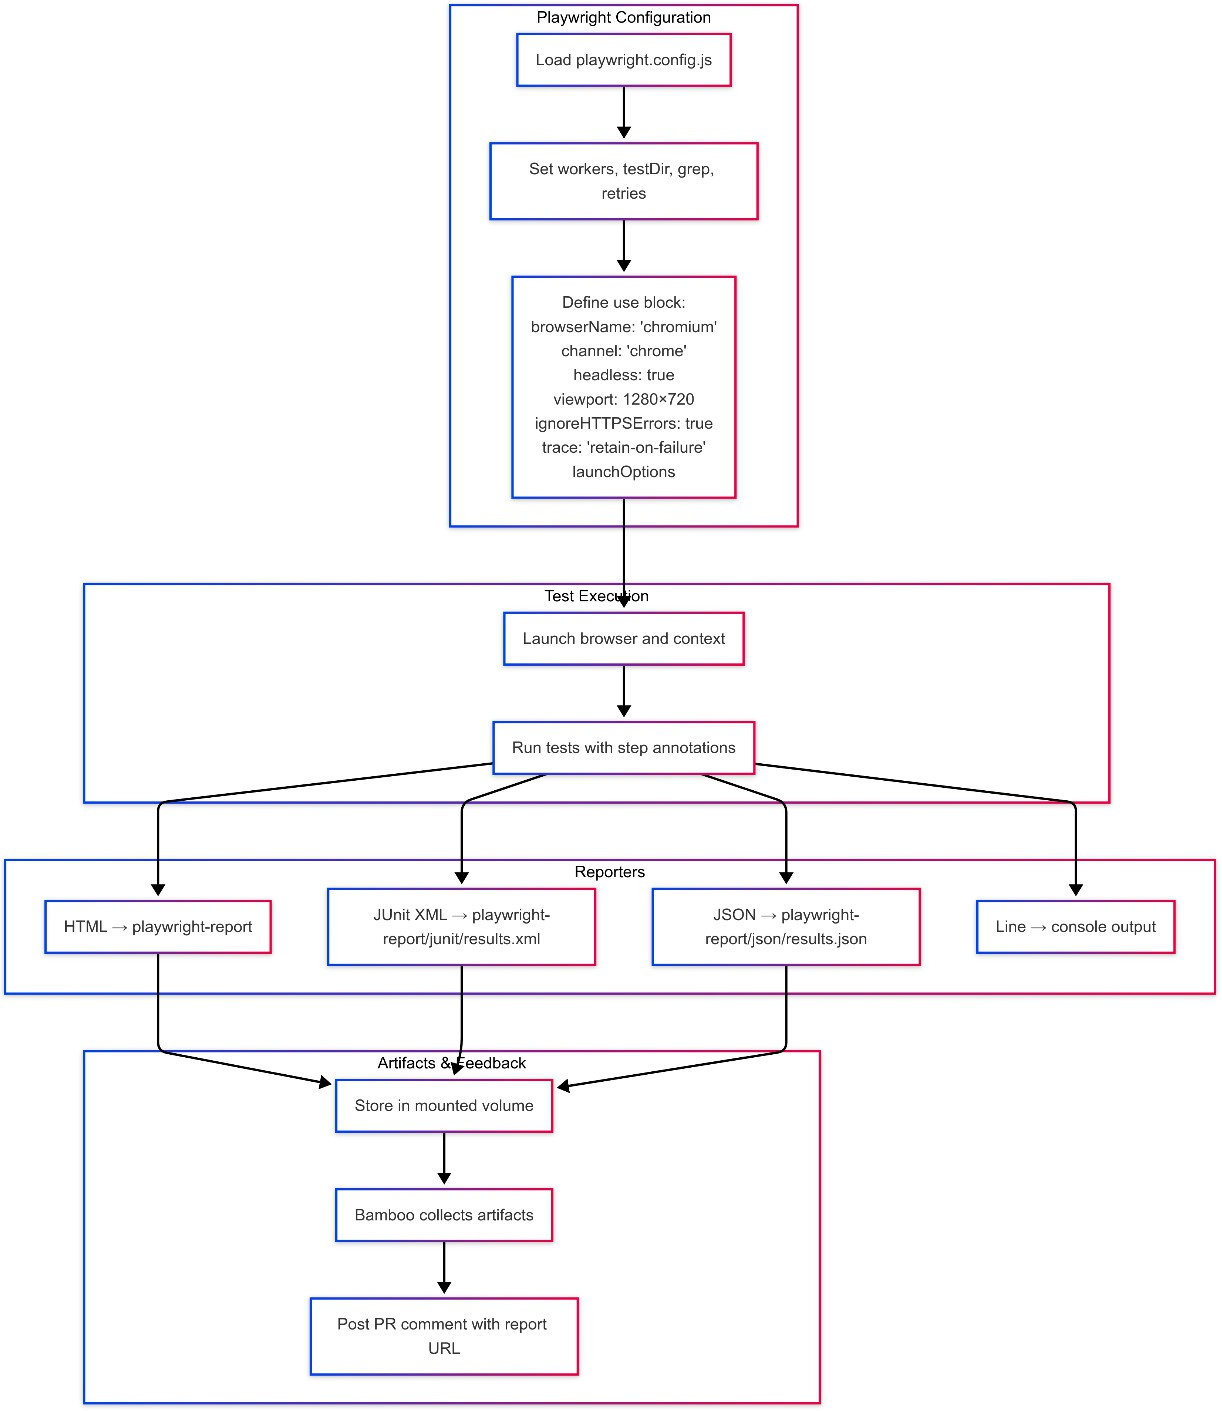 Playwright Configuration
Load playwright.config.js
Set workers, testDir, grep,
retries
Define use block:
browserName: 'chromium'
channel: 'chrome'
headless: true
viewport: 1280×720
ignoreHTTPSErrors: true
trace: 'retain-on-failure'
launchOptions
Test Execution
Launch browser and context
Run tests with step annotations
Reporters
HTML → playwright-report
JUnit XML → playwright-
report/junit/results.xml
JSON → playwright-
report/json/results.json
Line → console output
Artifacts & Feedback
Store in mounted volume
Bamboo collects artifacts
Post PR comment with report
URL